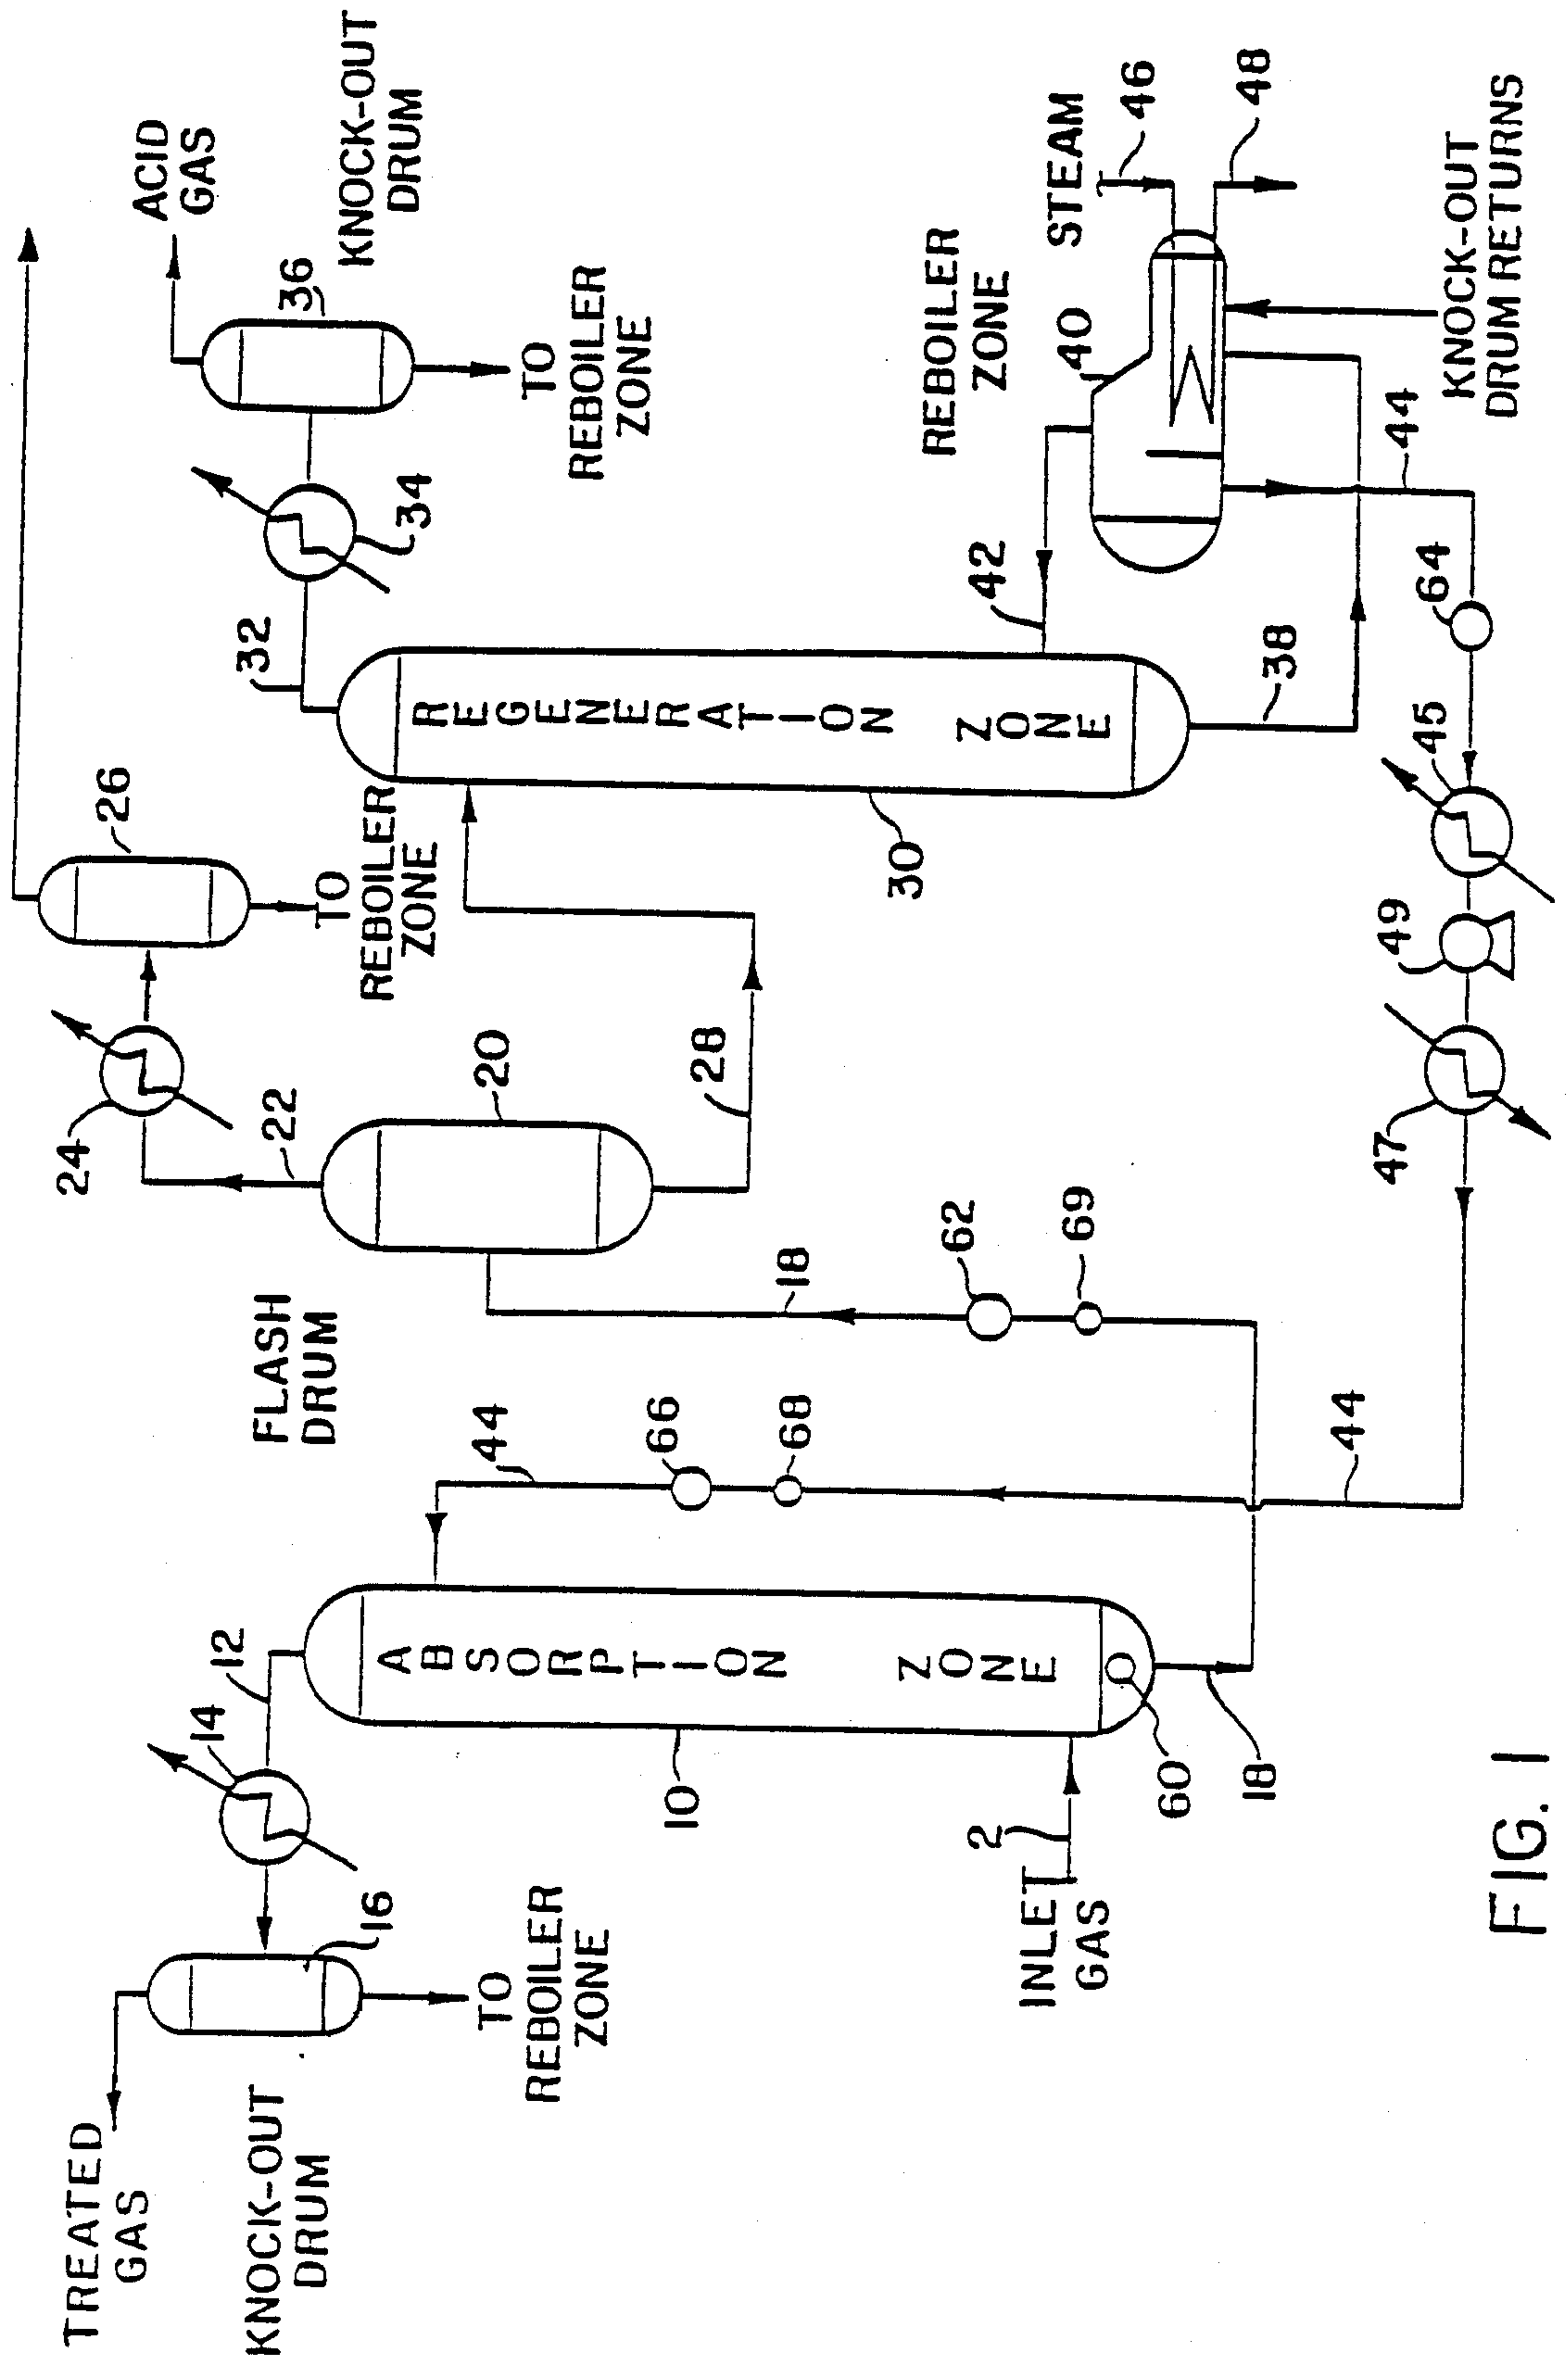 TREATED
GAS
KNOCK-OUT
DRUM
TO
REBOILER
ZONE
16
14
12
ABSORPTION ZONE
10
INLET
GAS
2
60
18
44
66
68
44
FLASH
DRUM
18
62
69
20
22
24
26
TO
REBOILER
ZONE
28
REGENERATION ZONE
30
32
34
36
ACID
GAS
KNOCK-OUT
DRUM
TO
REBOILER
ZONE
38
42
REBOILER
ZONE
40
STEAM
46
48
KNOCK-OUT
DRUM RETURNS
44
64
45
49
47
FIG. 1